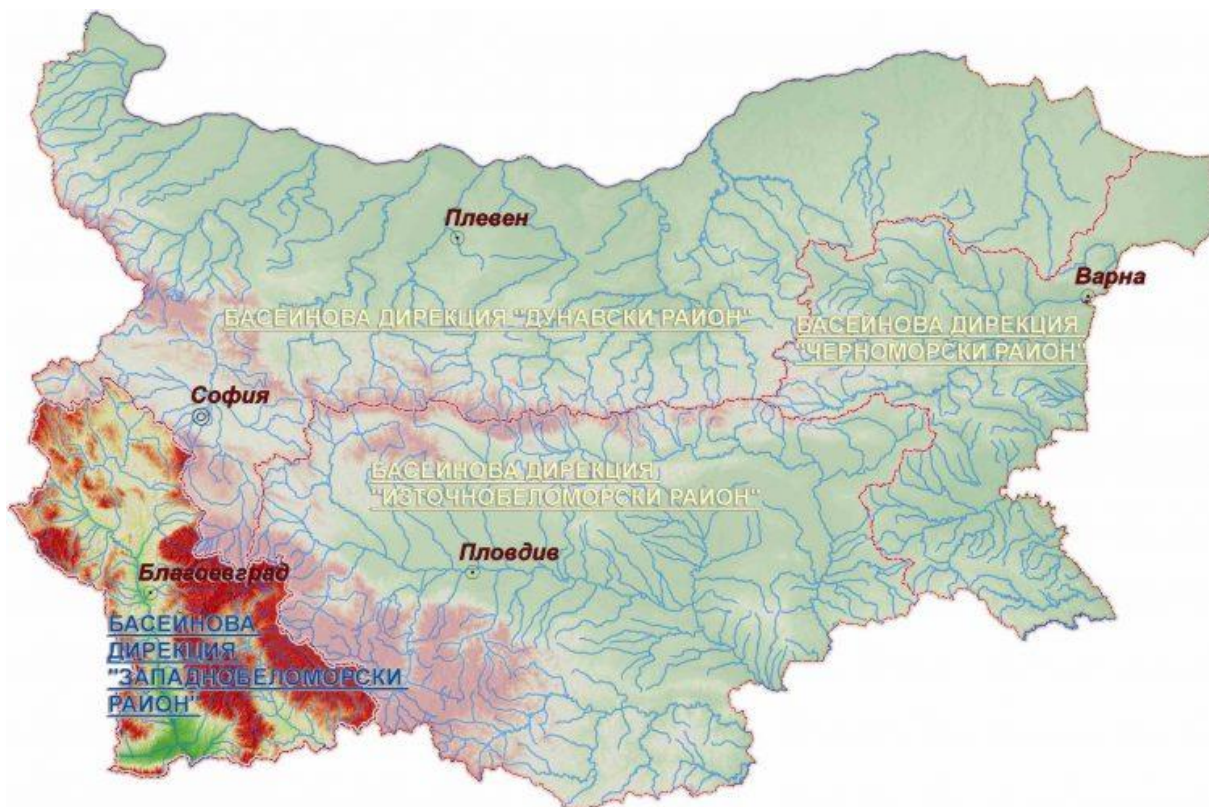 Плевен
Варна
БАСЕЙНОВА ДИРЕКЦИЯ "ДУНАВСКИ РАЙОН"
БАСЕЙНОВА ДИРЕКЦИЯ
"ЧЕРНОМОРСКИ РАЙОН"
София
БАСЕЙНОВА ДИРЕКЦИЯ
"ИЗТОЧНОБЕЛОМОРСКИ РАЙОН"
Пловдив
Благоевград
БАСЕЙНОВА
ДИРЕКЦИЯ
"ЗАПАДНОБЕЛОМОРСКИ
РАЙОН"